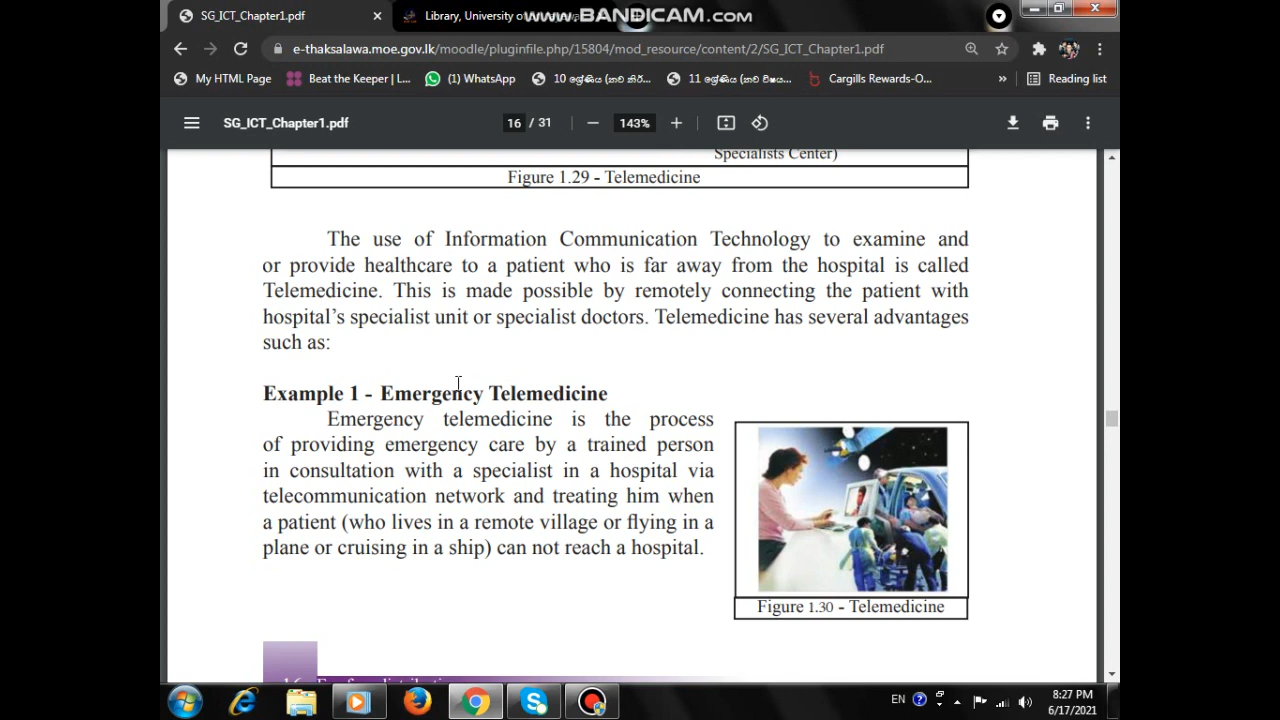 SG_ICT_Chapter1.pdf
Library, University of
www.BANDICAM.com
e-thaksalawa.moe.gov.lk/moodle/pluginfile.php/15804/mod_resource/content/2/SG_ICT_Chapter1.pdf
My HTML Page Beat the Keeper | L... (1) WhatsApp 10 ශ්‍රේණිය (නව නිර්... 11 ශ්‍රේණිය (නව විෂය... Cargills Rewards-O... » Reading list
SG_ICT_Chapter1.pdf 16 / 31 143%
Specialists Center)
Figure 1.29 - Telemedicine
The use of Information Communication Technology to examine and
or provide healthcare to a patient who is far away from the hospital is called
Telemedicine. This is made possible by remotely connecting the patient with
hospital’s specialist unit or specialist doctors. Telemedicine has several advantages
such as:
Example 1 - Emergency Telemedicine
Emergency telemedicine is the process
of providing emergency care by a trained person
in consultation with a specialist in a hospital via
telecommunication network and treating him when
a patient (who lives in a remote village or flying in a
plane or cruising in a ship) can not reach a hospital.
Figure 1.30 - Telemedicine
EN 8:27 PM
6/17/2021